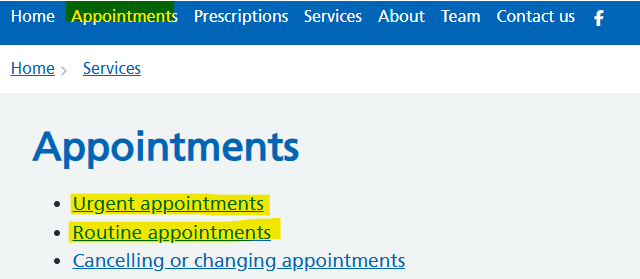 Home Appointments Prescriptions Services About Team Contact us
Home > Services
Appointments
• Urgent appointments
• Routine appointments
• Cancelling or changing appointments